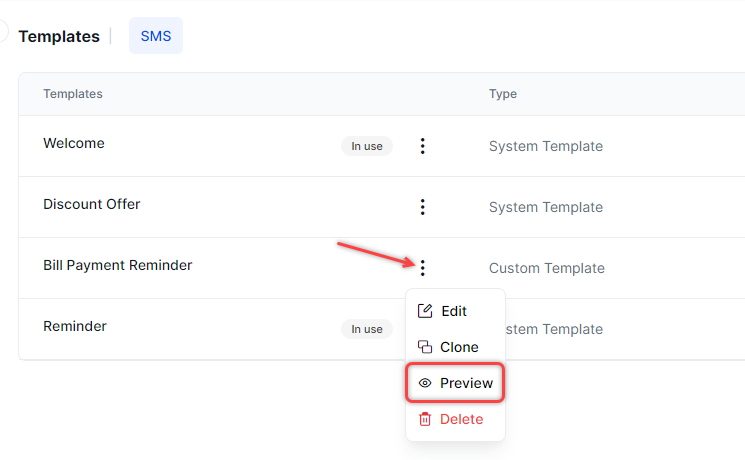 Templates | SMS
Templates Type
Welcome In use System Template
Discount Offer System Template
Bill Payment Reminder Custom Template
Edit
Reminder In use stem Template
Clone
Preview
Delete